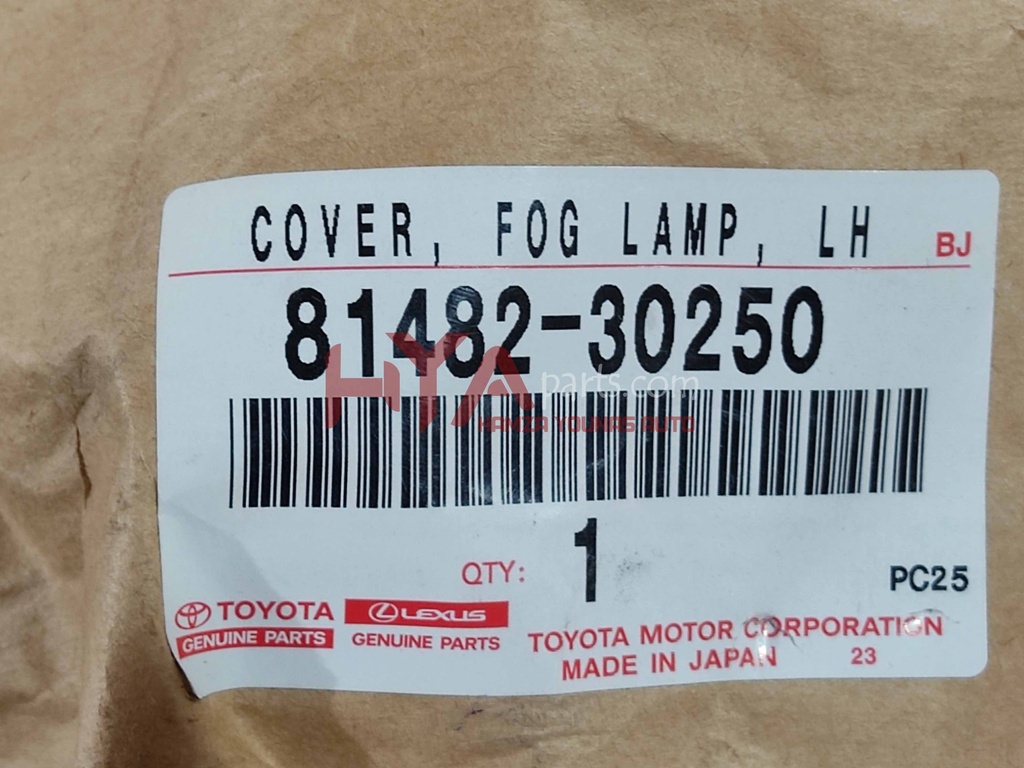 COVER, FOG LAMP, LH BJ
81482-30250
HYA parts.com
HAMZA YOUNAS AUTO
QTY: 1 PC25
TOYOTA LEXUS
GENUINE PARTS GENUINE PARTS
TOYOTA MOTOR CORPORATION
MADE IN JAPAN 23